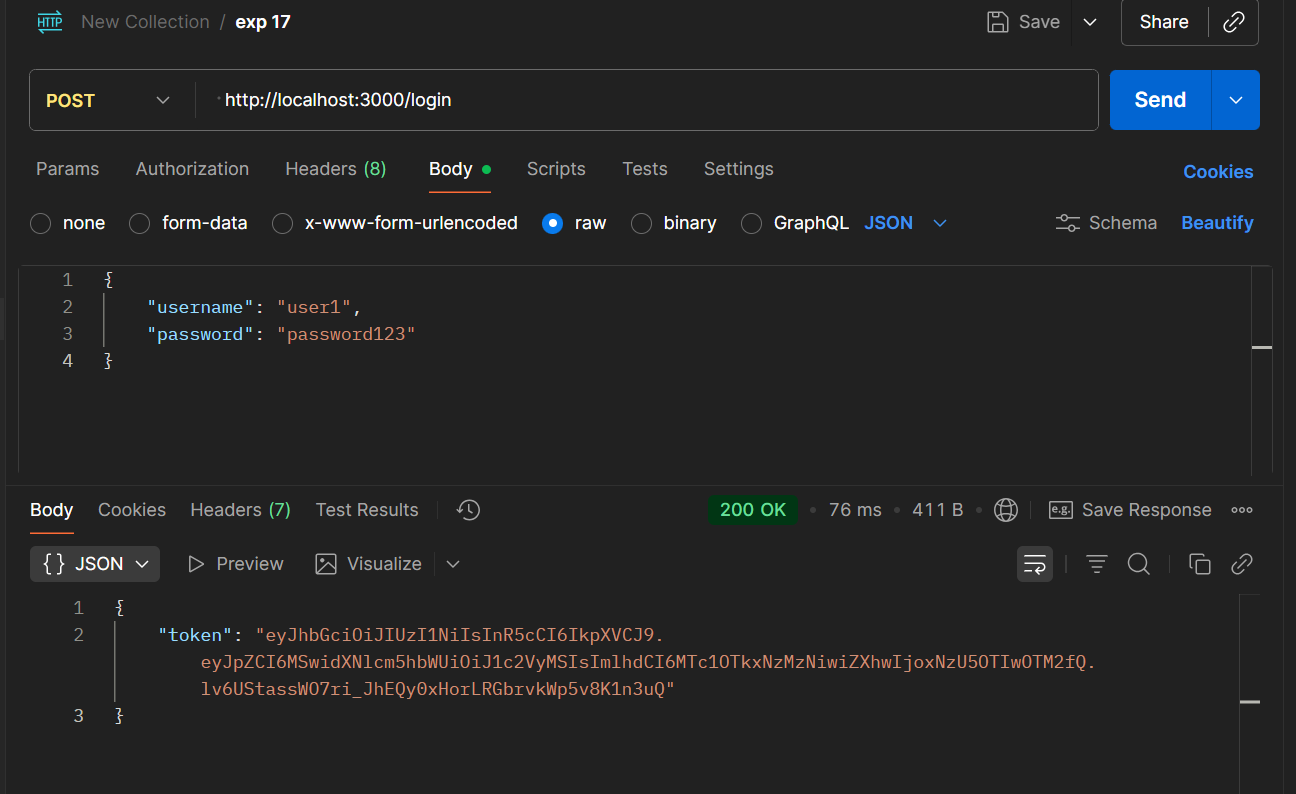 HTTP New Collection / exp 17 Save Share
POST http://localhost:3000/login Send
Params Authorization Headers (8) Body Scripts Tests Settings Cookies
none form-data x-www-form-urlencoded raw binary GraphQL JSON Schema Beautify
1 {
2 "username": "user1",
3 "password": "password123"
4 }
Body Cookies Headers (7) Test Results 200 OK • 76 ms • 411 B • e.g. Save Response
{} JSON Preview Visualize
1 {
2 "token": "eyJhbGciOiJIUzI1NiIsInR5cCI6IkpXVCJ9.
eyJpZCI6MSwidXNlcm5hbWUiOiJ1c2VyMSIsImlhdCI6MTc1OTkxNzMzNiwiZXhwIjoxNzU5OTIwOTM2fQ.
lv6UStassWO7ri_JhEQy0xHorLRGbrvkWp5v8K1n3uQ"
3 }